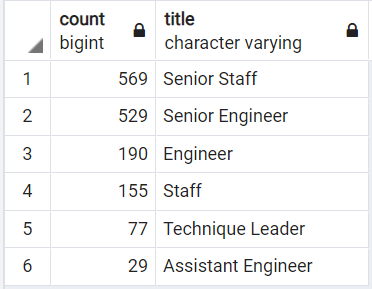 count title
bigint character varying
1 569 Senior Staff
2 529 Senior Engineer
3 190 Engineer
4 155 Staff
5 77 Technique Leader
6 29 Assistant Engineer